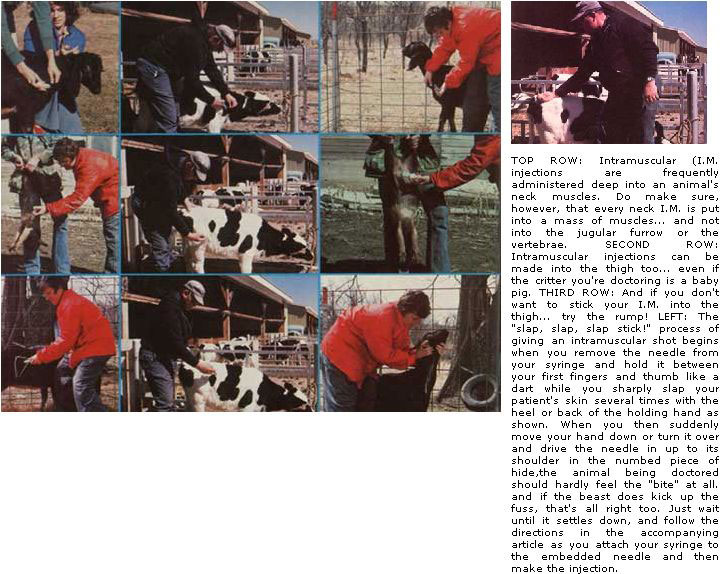 TOP ROW: Intramuscular (I.M.
injections are frequently
administered deep into an animal's
neck muscles. Do make sure,
however, that every neck I.M. is put
into a mass of muscles... and not
into the jugular furrow or the
vertebrae. SECOND ROW:
Intramuscular injections can be
made into the thigh too... even if
the critter you're doctoring is a baby
pig. THIRD ROW: And if you don't
want to stick your I.M. into the
thigh... try the rump! LEFT: The
"slap, slap, slap stick!" process of
giving an intramuscular shot begins
when you remove the needle from
your syringe and hold it between
your first fingers and thumb like a
dart while you sharply slap your
patient's skin several times with the
heel or back of the holding hand as
shown. When you then suddenly
move your hand down or turn it over
and drive the needle in up to its
shoulder in the numbed piece of
hide,the animal being doctored
should hardly feel the "bite" at all.
and if the beast does kick up the
fuss, that's all right too. Just wait
until it settles down, and follow the
directions in the accompanying
article as you attach your syringe to
the embedded needle and then
make the injection.